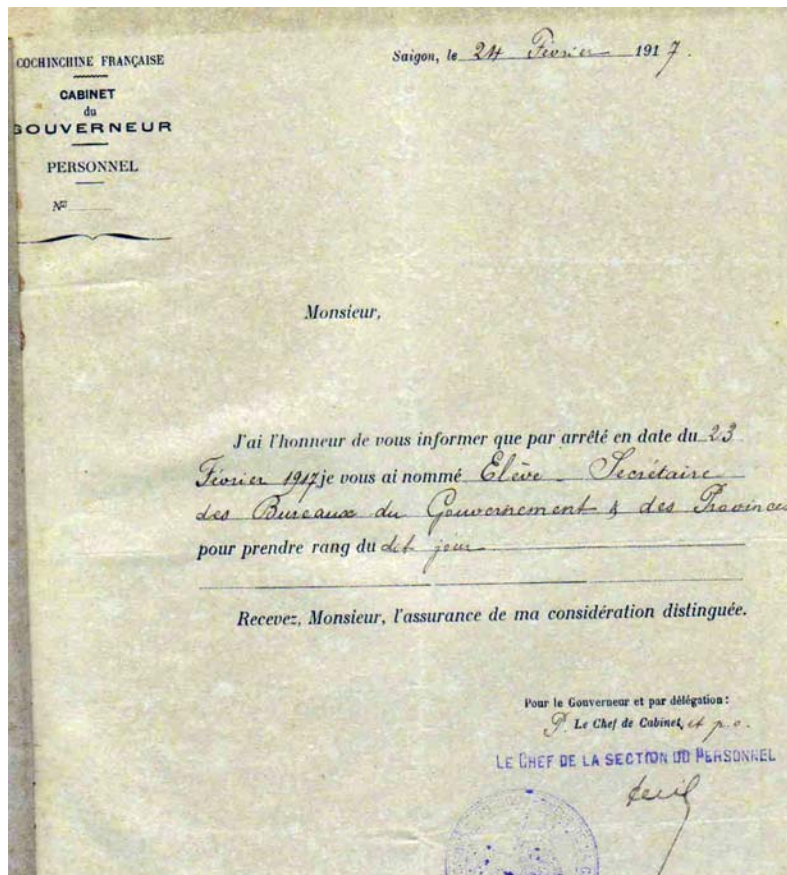 COCHINCHINE FRANÇAISE
CABINET
du
GOUVERNEUR
PERSONNEL
No
Saigon, le 24 Février 1917.
Monsieur,
J'ai l'honneur de vous informer que par arrêté en date du 23
Février 1917 je vous ai nommé Elève - Secrétaire
des Bureaux du Gouvernement & des Provinces
pour prendre rang du dit jour
Recevez, Monsieur, l'assurance de ma considération distinguée.
Pour le Gouverneur et par délégation :
P. Le Chef de Cabinet, et p.o.
LE CHEF DE LA SECTION DU PERSONNEL